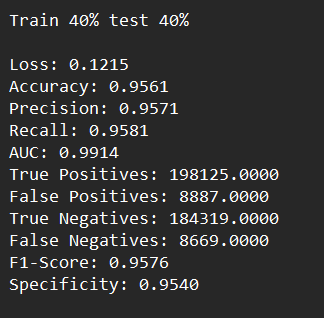 Train 40% test 40%
Loss: 0.1215
Accuracy: 0.9561
Precision: 0.9571
Recall: 0.9581
AUC: 0.9914
True Positives: 198125.0000
False Positives: 8887.0000
True Negatives: 184319.0000
False Negatives: 8669.0000
F1-Score: 0.9576
Specificity: 0.9540